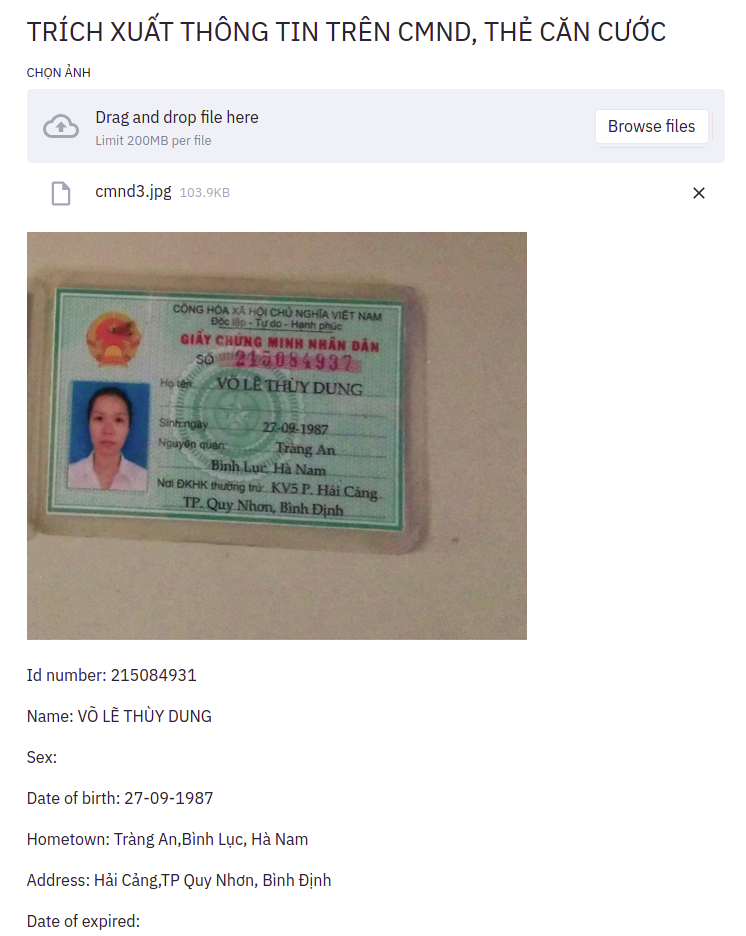 TRÍCH XUẤT THÔNG TIN TRÊN CMND, THẺ CĂN CƯỚC
CHỌN ẢNH
Drag and drop file here
Limit 200MB per file
Browse files
cmnd3.jpg 103.9KB
CỘNG HÒA XÃ HỘI CHỦ NGHĨA VIỆT NAM
Độc lập - Tự do - Hạnh phúc
GIẤY CHỨNG MINH NHÂN DÂN
SỐ 215084937
Họ tên: VÕ LÊ THÙY DUNG
Sinh ngày 27-09-1987
Nguyên quán: Tràng An
Bình Lục, Hà Nam
Nơi ĐKHK thường trú: KV5 P. Hải Cảng
TP. Quy Nhơn, Bình Định
Id number: 215084931
Name: VÕ LẼ THÙY DUNG
Sex:
Date of birth: 27-09-1987
Hometown: Tràng An,Bình Lục, Hà Nam
Address: Hải Cảng,TP Quy Nhơn, Bình Định
Date of expired: